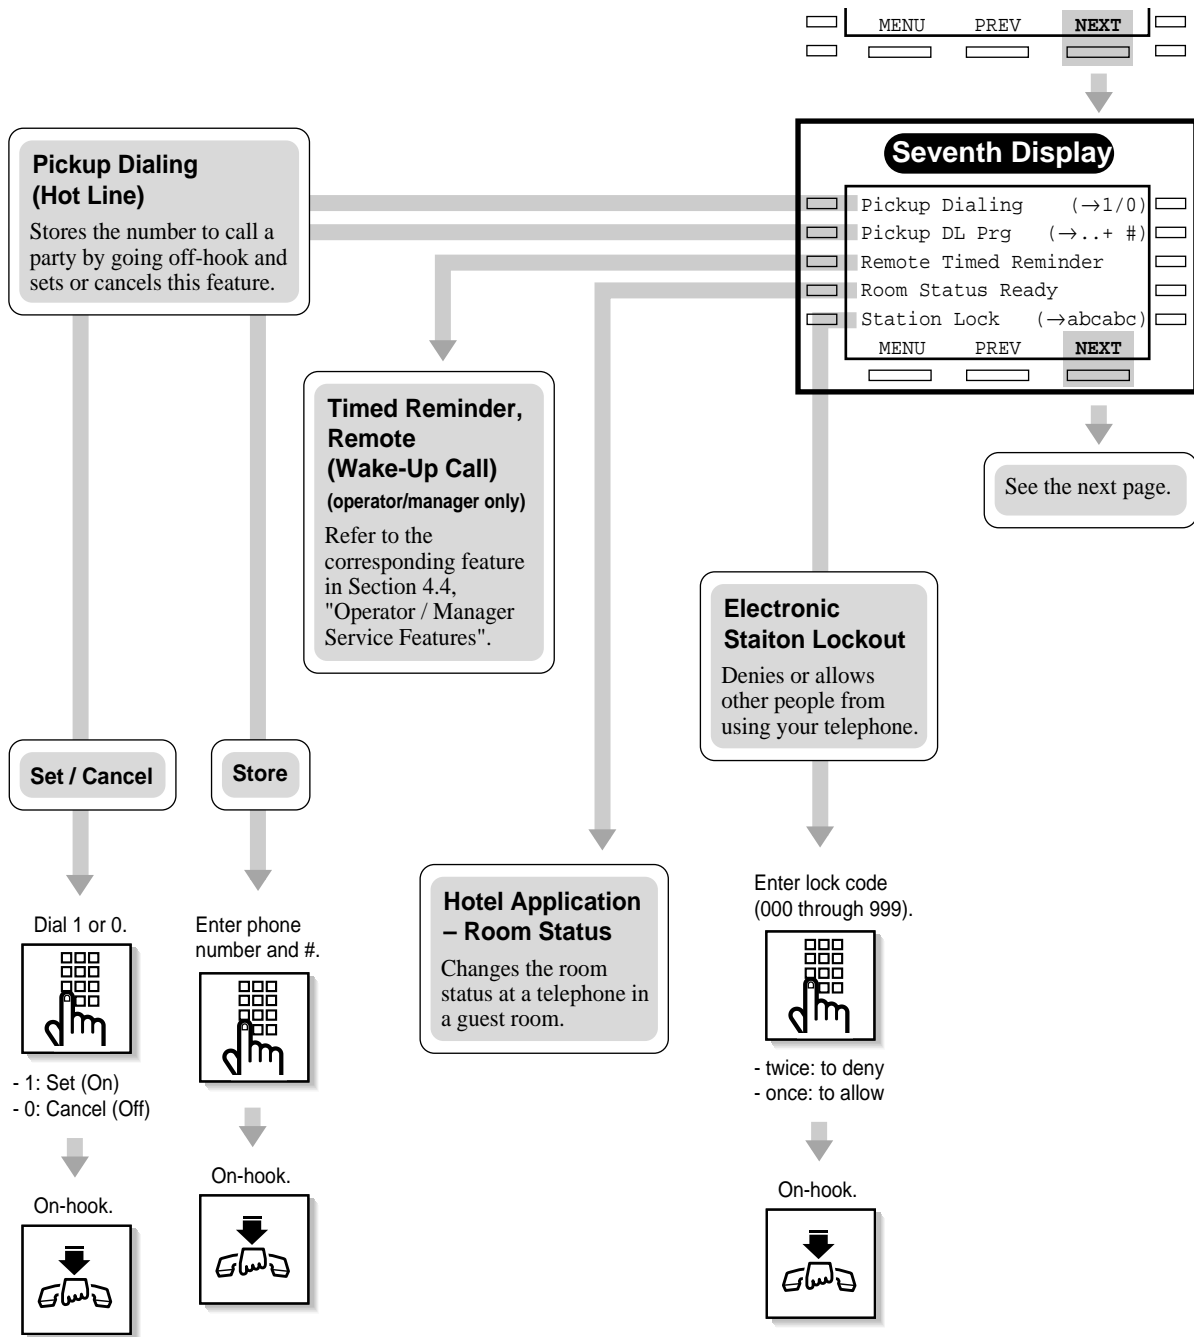 MENU PREV NEXT
Seventh Display
Pickup Dialing (→1/0)
Pickup DL Prg (→..+ #)
Remote Timed Reminder
Room Status Ready
Station Lock (→abcabc)
MENU PREV NEXT
See the next page.
Pickup Dialing
(Hot Line)
Stores the number to call a
party by going off-hook and
sets or cancels this feature.
Timed Reminder,
Remote
(Wake-Up Call)
(operator/manager only)
Refer to the
corresponding feature
in Section 4.4,
"Operator / Manager
Service Features".
Electronic
Staiton Lockout
Denies or allows
other people from
using your telephone.
Set / Cancel
Store
Dial 1 or 0.
- 1: Set (On)
- 0: Cancel (Off)
On-hook.
Enter phone
number and #.
On-hook.
Hotel Application
– Room Status
Changes the room
status at a telephone in
a guest room.
Enter lock code
(000 through 999).
- twice: to deny
- once: to allow
On-hook.